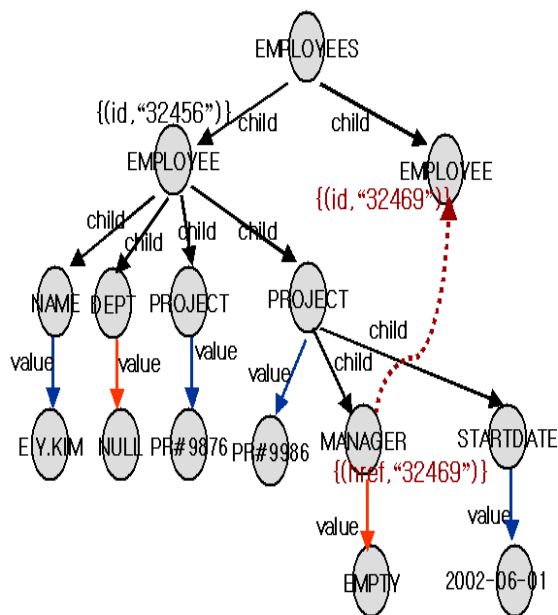 EMPLOYEES
{(id,“32456”)}
child
child
EMPLOYEE
EMPLOYEE
{(id,“32469”)}
child
child
child
child
NAME
DEPT
PROJECT
PROJECT
child
value
value
value
value
child
E.Y.KIM
NULL
PR#9876
PR#9986
MANAGER
STARTDATE
{(href,“32469”)}
value
value
EMPTY
2002-06-01